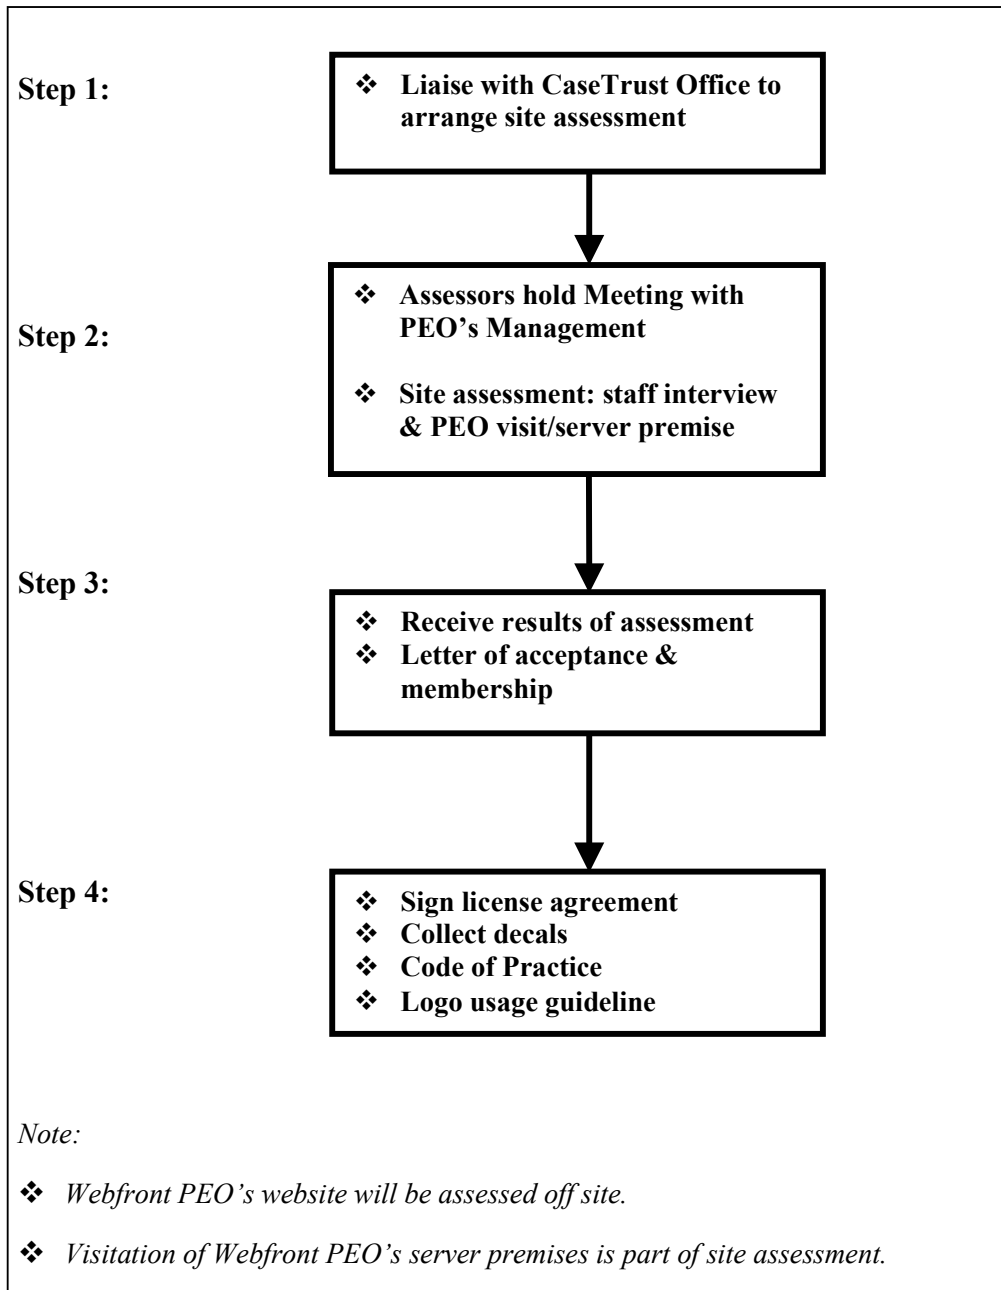 Step 1:
❖ Liaise with CaseTrust Office to
arrange site assessment
Step 2:
❖ Assessors hold Meeting with
PEO’s Management
❖ Site assessment: staff interview
& PEO visit/server premise
Step 3:
❖ Receive results of assessment
❖ Letter of acceptance &
membership
Step 4:
❖ Sign license agreement
❖ Collect decals
❖ Code of Practice
❖ Logo usage guideline
Note:
❖ Webfront PEO’s website will be assessed off site.
❖ Visitation of Webfront PEO’s server premises is part of site assessment.